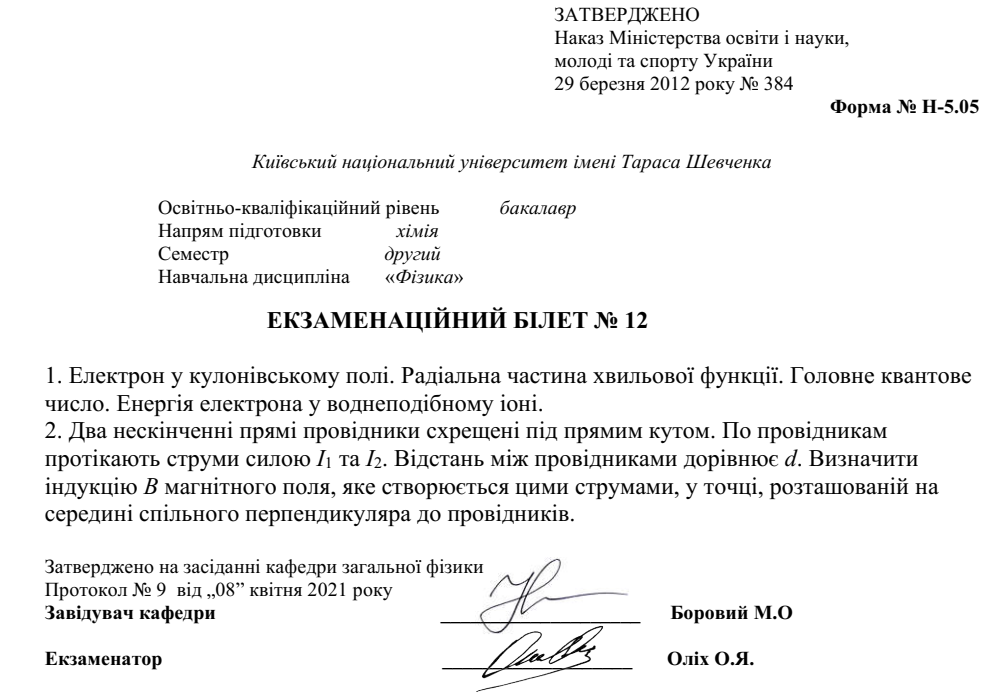 ЗАТВЕРДЖЕНО
Наказ Міністерства освіти і науки,
молоді та спорту України
29 березня 2012 року № 384
Форма № Н-5.05
Київський національний університет імені Тараса Шевченка
Освітньо-кваліфікаційний рівень бакалавр
Напрям підготовки хімія
Семестр другий
Навчальна дисципліна «Фізика»
ЕКЗАМЕНАЦІЙНИЙ БІЛЕТ № 12
1. Електрон у кулонівському полі. Радіальна частина хвильової функції. Головне квантове
число. Енергія електрона у воднеподібному іоні.
2. Два нескінченні прямі провідники схрещені під прямим кутом. По провідникам
протікають струми силою I₁ та I₂. Відстань між провідниками дорівнює d. Визначити
індукцію B магнітного поля, яке створюється цими струмами, у точці, розташованій на
середині спільного перпендикуляра до провідників.
Затверджено на засіданні кафедри загальної фізики
Протокол № 9 від „08” квітня 2021 року
Завідувач кафедри ____________________ Боровий М.О
Екзаменатор ____________________ Оліх О.Я.